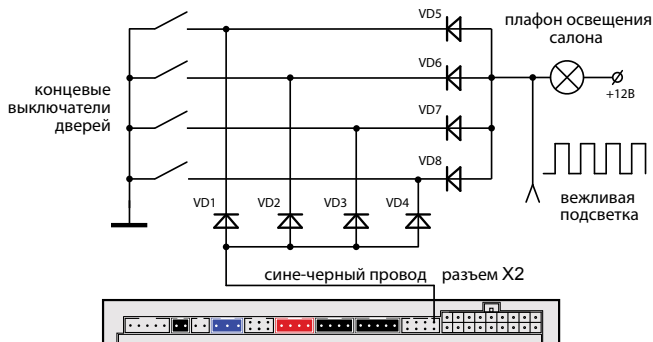 VD5
плафон освещения
салона
VD6
+12В
концевые
выключатели
дверей
VD7
VD8
VD1 VD2 VD3 VD4
вежливая
подсветка
сине-черный провод разъем X2